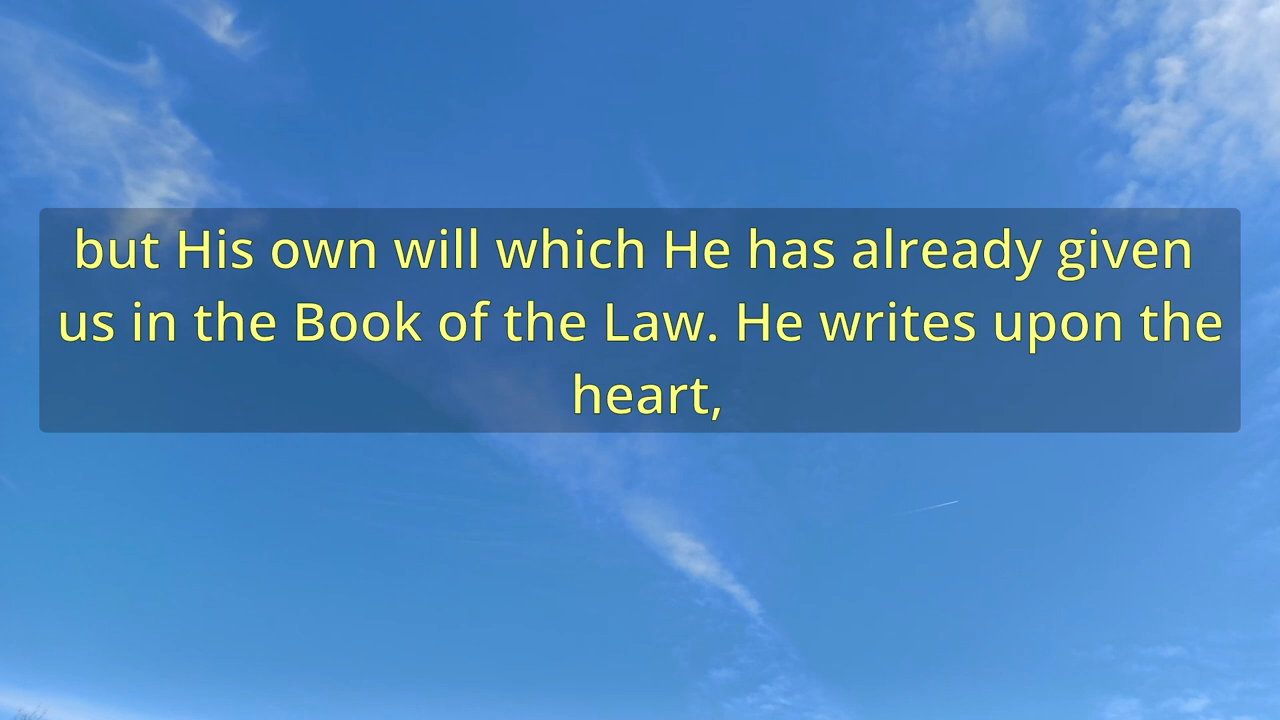 but His own will which He has already given
us in the Book of the Law. He writes upon the
heart,